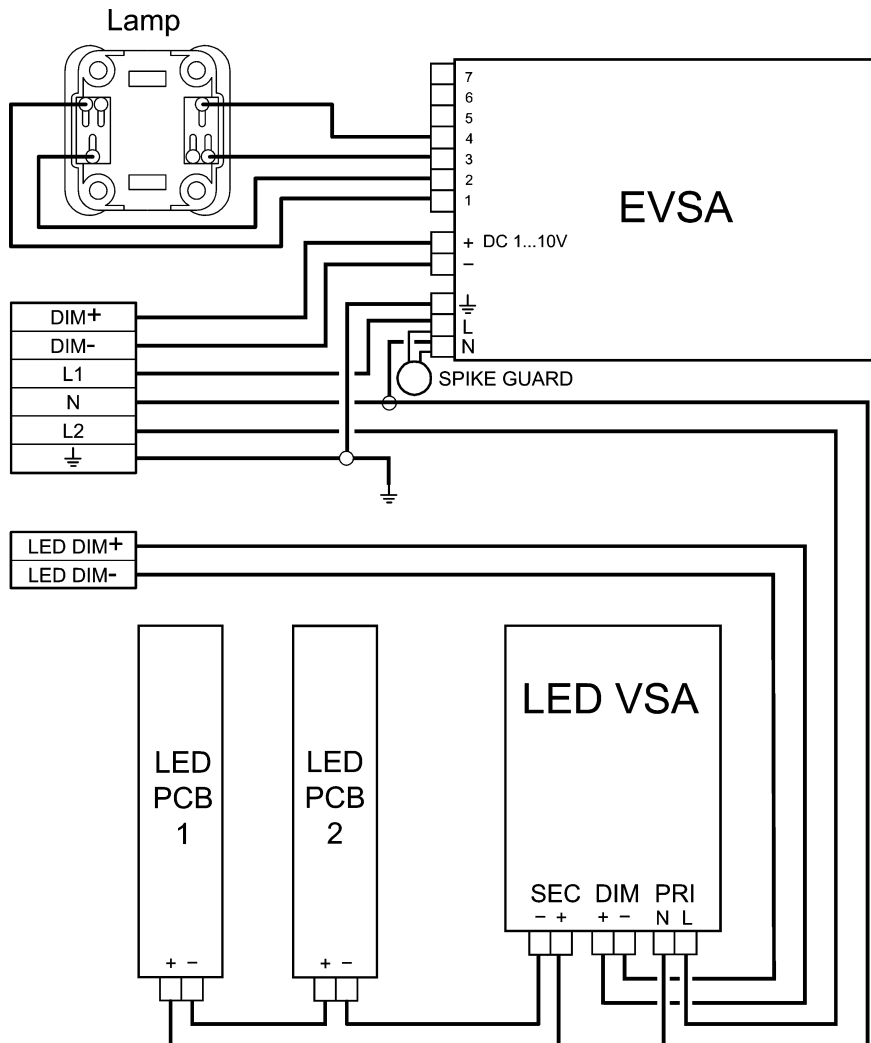 Lamp
7
6
5
4
3
2
1
EVSA
+ DC 1...10V
–
L
N
SPIKE GUARD
DIM+
DIM-
L1
N
L2
LED DIM+
LED DIM-
LED
PCB
1
+ –
LED
PCB
2
+ –
LED VSA
SEC DIM PRI
– + + – N L